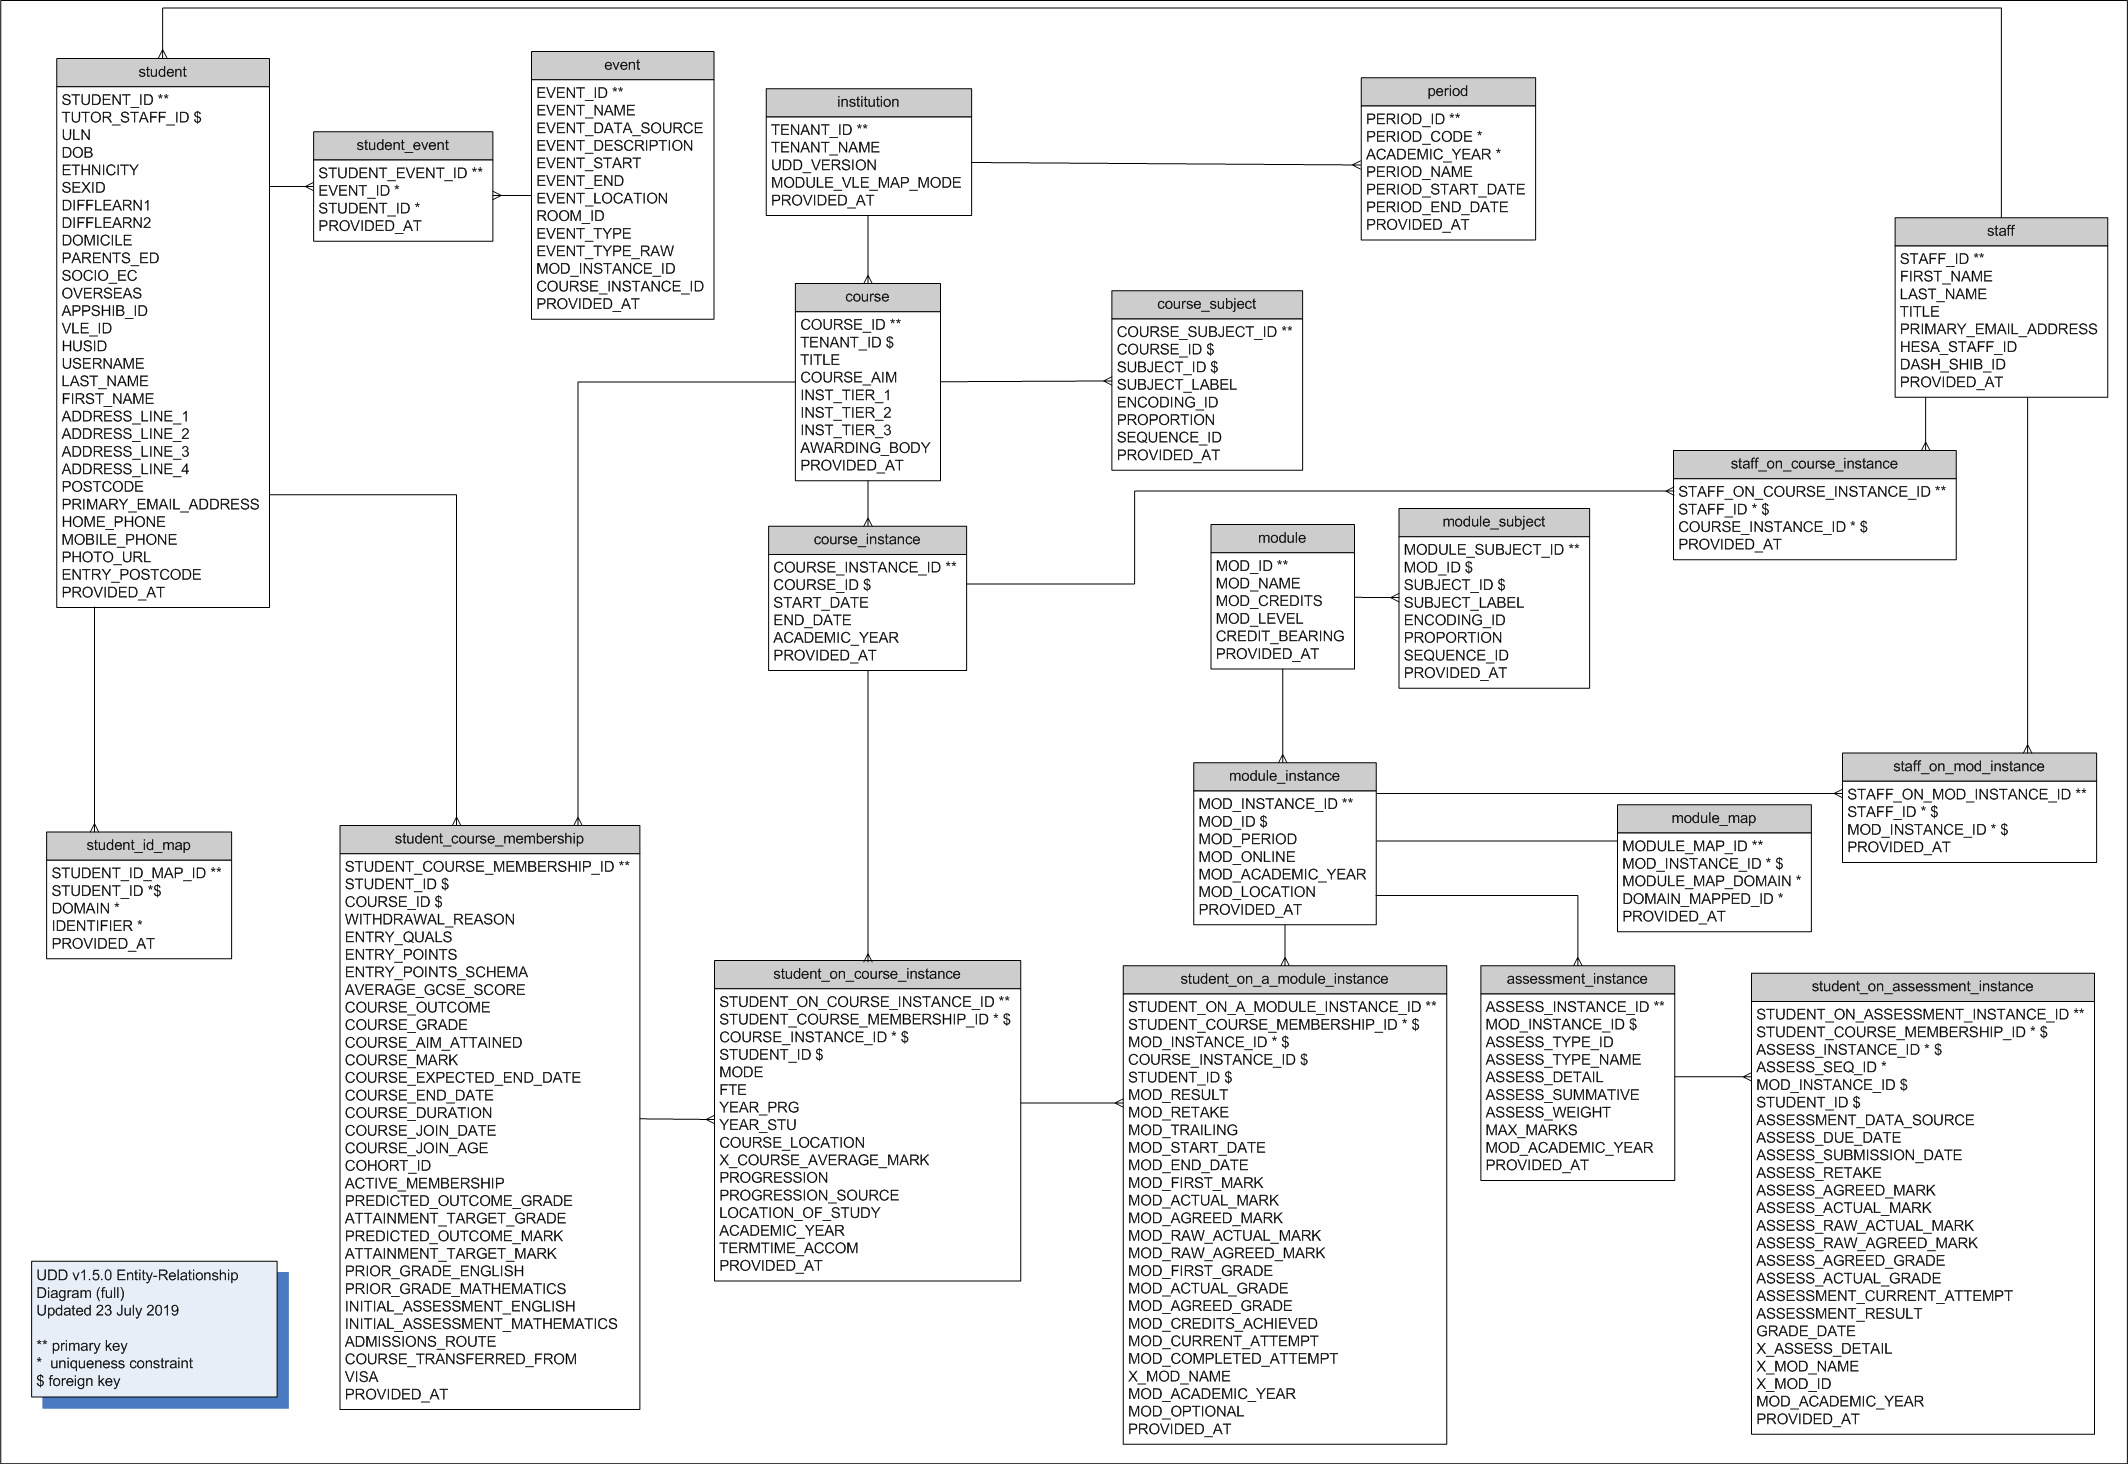 student
STUDENT_ID **
TUTOR_STAFF_ID $
ULN
DOB
ETHNICITY
SEXID
DIFFLEARN1
DIFFLEARN2
DOMICILE
PARENTS_ED
SOCIO_EC
OVERSEAS
APPSHIB_ID
VLE_ID
HUSID
USERNAME
LAST_NAME
FIRST_NAME
ADDRESS_LINE_1
ADDRESS_LINE_2
ADDRESS_LINE_3
ADDRESS_LINE_4
POSTCODE
PRIMARY_EMAIL_ADDRESS
HOME_PHONE
MOBILE_PHONE
PHOTO_URL
ENTRY_POSTCODE
PROVIDED_AT
student_event
STUDENT_EVENT_ID **
EVENT_ID *
STUDENT_ID *
PROVIDED_AT
event
EVENT_ID **
EVENT_NAME
EVENT_DATA_SOURCE
EVENT_DESCRIPTION
EVENT_START
EVENT_END
EVENT_LOCATION
ROOM_ID
EVENT_TYPE
EVENT_TYPE_RAW
MOD_INSTANCE_ID
COURSE_INSTANCE_ID
PROVIDED_AT
institution
TENANT_ID **
TENANT_NAME
UDD_VERSION
MODULE_VLE_MAP_MODE
PROVIDED_AT
period
PERIOD_ID **
PERIOD_CODE *
ACADEMIC_YEAR *
PERIOD_NAME
PERIOD_START_DATE
PERIOD_END_DATE
PROVIDED_AT
staff
STAFF_ID **
FIRST_NAME
LAST_NAME
TITLE
PRIMARY_EMAIL_ADDRESS
HESA_STAFF_ID
DASH_SHIB_ID
PROVIDED_AT
course
COURSE_ID **
TENANT_ID $
TITLE
COURSE_AIM
INST_TIER_1
INST_TIER_2
INST_TIER_3
AWARDING_BODY
PROVIDED_AT
course_subject
COURSE_SUBJECT_ID **
COURSE_ID $
SUBJECT_ID $
SUBJECT_LABEL
ENCODING_ID
PROPORTION
SEQUENCE_ID
PROVIDED_AT
staff_on_course_instance
STAFF_ON_COURSE_INSTANCE_ID **
STAFF_ID * $
COURSE_INSTANCE_ID * $
PROVIDED_AT
course_instance
COURSE_INSTANCE_ID **
COURSE_ID $
START_DATE
END_DATE
ACADEMIC_YEAR
PROVIDED_AT
module
MOD_ID **
MOD_NAME
MOD_CREDITS
MOD_LEVEL
CREDIT_BEARING
PROVIDED_AT
module_subject
MODULE_SUBJECT_ID **
MOD_ID $
SUBJECT_ID $
SUBJECT_LABEL
ENCODING_ID
PROPORTION
SEQUENCE_ID
PROVIDED_AT
module_instance
MOD_INSTANCE_ID **
MOD_ID $
MOD_PERIOD
MOD_ONLINE
MOD_ACADEMIC_YEAR
MOD_LOCATION
PROVIDED_AT
module_map
MODULE_MAP_ID **
MOD_INSTANCE_ID * $
MODULE_MAP_DOMAIN *
DOMAIN_MAPPED_ID *
PROVIDED_AT
staff_on_mod_instance
STAFF_ON_MOD_INSTANCE_ID **
STAFF_ID * $
MOD_INSTANCE_ID * $
PROVIDED_AT
student_id_map
STUDENT_ID_MAP_ID **
STUDENT_ID *$
DOMAIN *
IDENTIFIER *
PROVIDED_AT
student_course_membership
STUDENT_COURSE_MEMBERSHIP_ID **
STUDENT_ID $
COURSE_ID $
WITHDRAWAL_REASON
ENTRY_QUALS
ENTRY_POINTS
ENTRY_POINTS_SCHEMA
AVERAGE_GCSE_SCORE
COURSE_OUTCOME
COURSE_GRADE
COURSE_AIM_ATTAINED
COURSE_MARK
COURSE_EXPECTED_END_DATE
COURSE_END_DATE
COURSE_DURATION
COURSE_JOIN_DATE
COURSE_JOIN_AGE
COHORT_ID
ACTIVE_MEMBERSHIP
PREDICTED_OUTCOME_GRADE
ATTAINMENT_TARGET_GRADE
PREDICTED_OUTCOME_MARK
ATTAINMENT_TARGET_MARK
PRIOR_GRADE_ENGLISH
PRIOR_GRADE_MATHEMATICS
INITIAL_ASSESSMENT_ENGLISH
INITIAL_ASSESSMENT_MATHEMATICS
ADMISSIONS_ROUTE
COURSE_TRANSFERRED_FROM
VISA
PROVIDED_AT
student_on_course_instance
STUDENT_ON_COURSE_INSTANCE_ID **
STUDENT_COURSE_MEMBERSHIP_ID * $
COURSE_INSTANCE_ID * $
STUDENT_ID $
MODE
FTE
YEAR_PRG
YEAR_STU
COURSE_LOCATION
X_COURSE_AVERAGE_MARK
PROGRESSION
PROGRESSION_SOURCE
LOCATION_OF_STUDY
ACADEMIC_YEAR
TERMTIME_ACCOM
PROVIDED_AT
student_on_a_module_instance
STUDENT_ON_A_MODULE_INSTANCE_ID **
STUDENT_COURSE_MEMBERSHIP_ID * $
MOD_INSTANCE_ID * $
COURSE_INSTANCE_ID $
STUDENT_ID $
MOD_RESULT
MOD_RETAKE
MOD_TRAILING
MOD_START_DATE
MOD_END_DATE
MOD_FIRST_MARK
MOD_ACTUAL_MARK
MOD_AGREED_MARK
MOD_RAW_ACTUAL_MARK
MOD_RAW_AGREED_MARK
MOD_FIRST_GRADE
MOD_ACTUAL_GRADE
MOD_AGREED_GRADE
MOD_CREDITS_ACHIEVED
MOD_CURRENT_ATTEMPT
MOD_COMPLETED_ATTEMPT
X_MOD_NAME
MOD_ACADEMIC_YEAR
MOD_OPTIONAL
PROVIDED_AT
assessment_instance
ASSESS_INSTANCE_ID **
MOD_INSTANCE_ID $
ASSESS_TYPE_ID
ASSESS_TYPE_NAME
ASSESS_DETAIL
ASSESS_SUMMATIVE
ASSESS_WEIGHT
MAX_MARKS
MOD_ACADEMIC_YEAR
PROVIDED_AT
student_on_assessment_instance
STUDENT_ON_ASSESSMENT_INSTANCE_ID **
STUDENT_COURSE_MEMBERSHIP_ID * $
ASSESS_INSTANCE_ID * $
ASSESS_SEQ_ID *
MOD_INSTANCE_ID $
STUDENT_ID $
ASSESSMENT_DATA_SOURCE
ASSESS_DUE_DATE
ASSESS_SUBMISSION_DATE
ASSESS_RETAKE
ASSESS_AGREED_MARK
ASSESS_ACTUAL_MARK
ASSESS_RAW_ACTUAL_MARK
ASSESS_RAW_AGREED_MARK
ASSESS_AGREED_GRADE
ASSESS_ACTUAL_GRADE
ASSESSMENT_CURRENT_ATTEMPT
ASSESSMENT_RESULT
GRADE_DATE
X_ASSESS_DETAIL
X_MOD_NAME
X_MOD_ID
MOD_ACADEMIC_YEAR
PROVIDED_AT
UDD v1.5.0 Entity-Relationship
Diagram (full)
Updated 23 July 2019
** primary key
* uniqueness constraint
$ foreign key